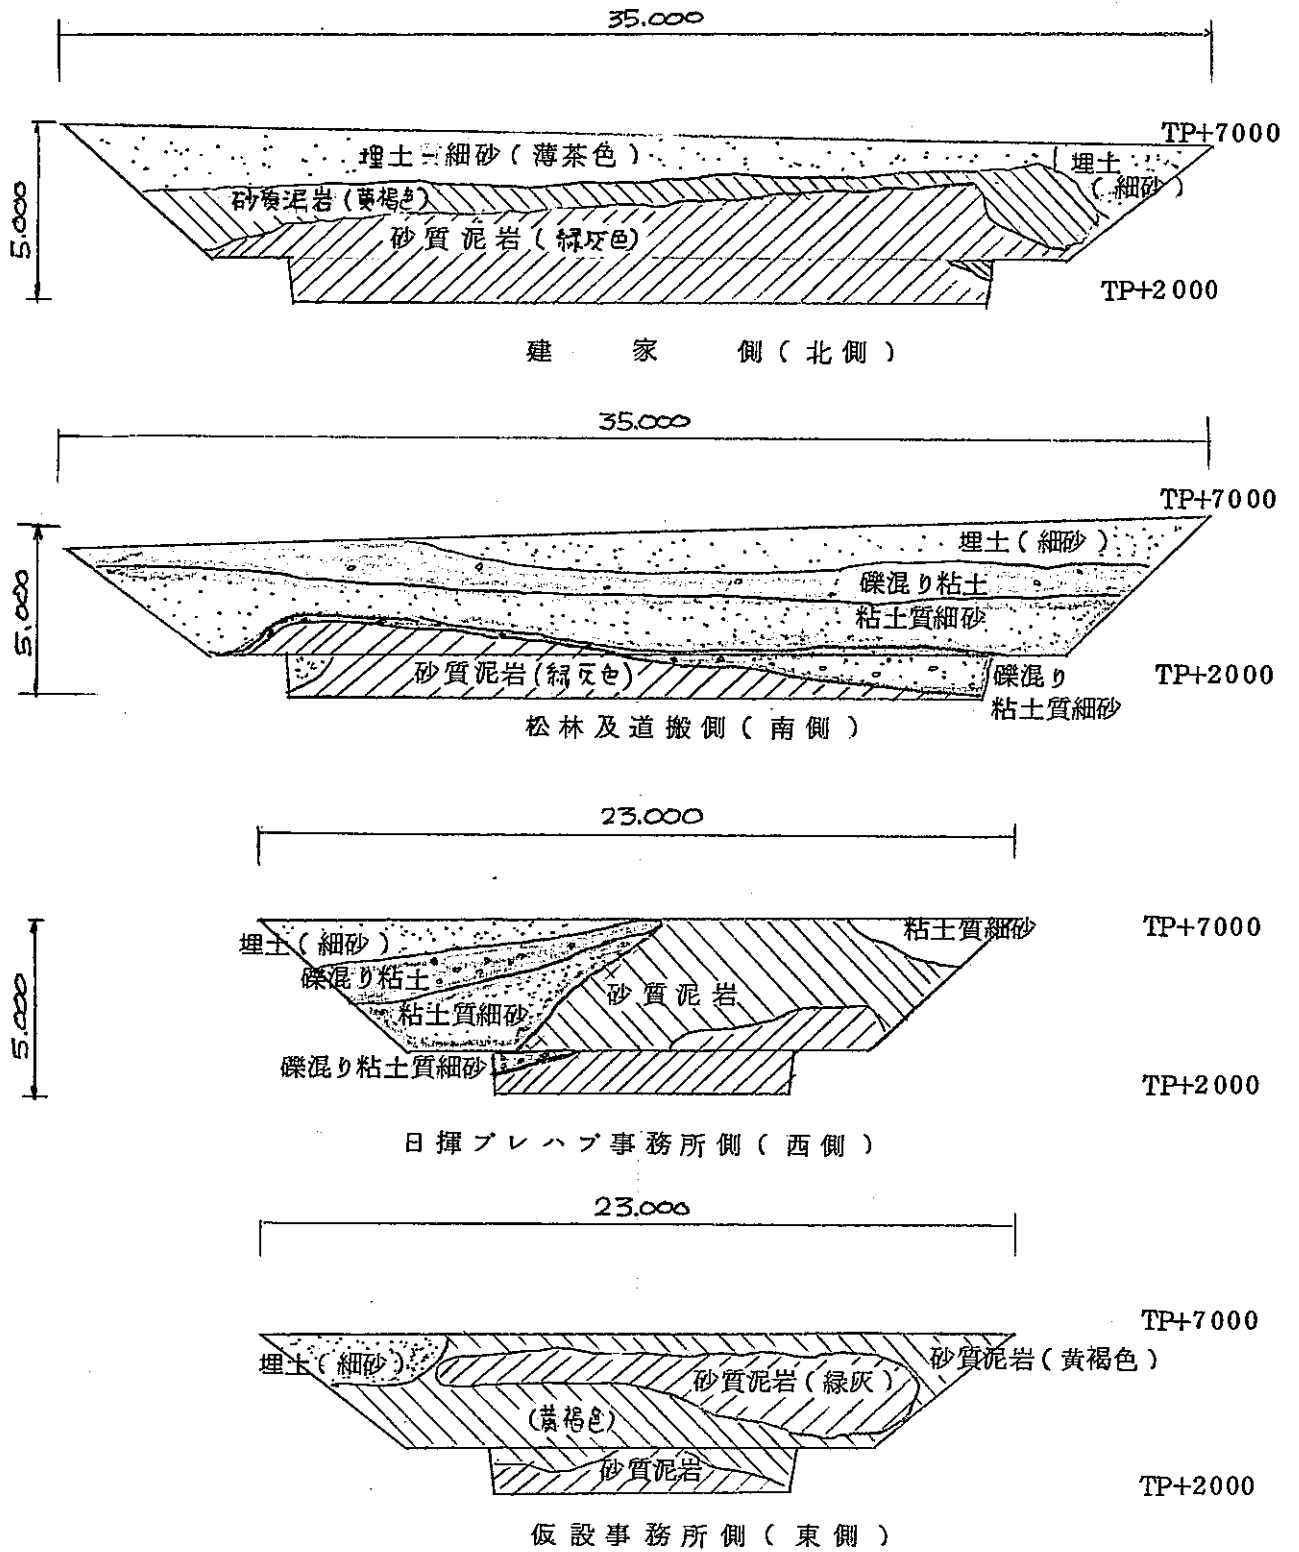 35.000
TP+7000
埋土-細砂(薄茶色)
埋土
(細砂)
砂質泥岩(黄褐色)
砂質泥岩(緑灰色)
5.000
TP+2000
建家側(北側)
35.000
TP+7000
埋土(細砂)
礫混り粘土
粘土質細砂
5.000
砂質泥岩(緑灰色)
礫混り
粘土質細砂
TP+2000
松林及道搬側(南側)
23.000
粘土質細砂
TP+7000
埋土(細砂)
礫混り粘土
砂質泥岩
粘土質細砂
5.000
礫混り粘土質細砂
TP+2000
日揮プレハブ事務所側(西側)
23.000
TP+7000
埋土(細砂)
砂質泥岩(黄褐色)
砂質泥岩(緑灰)
(黄褐色)
砂質泥岩
TP+2000
仮設事務所側(東側)